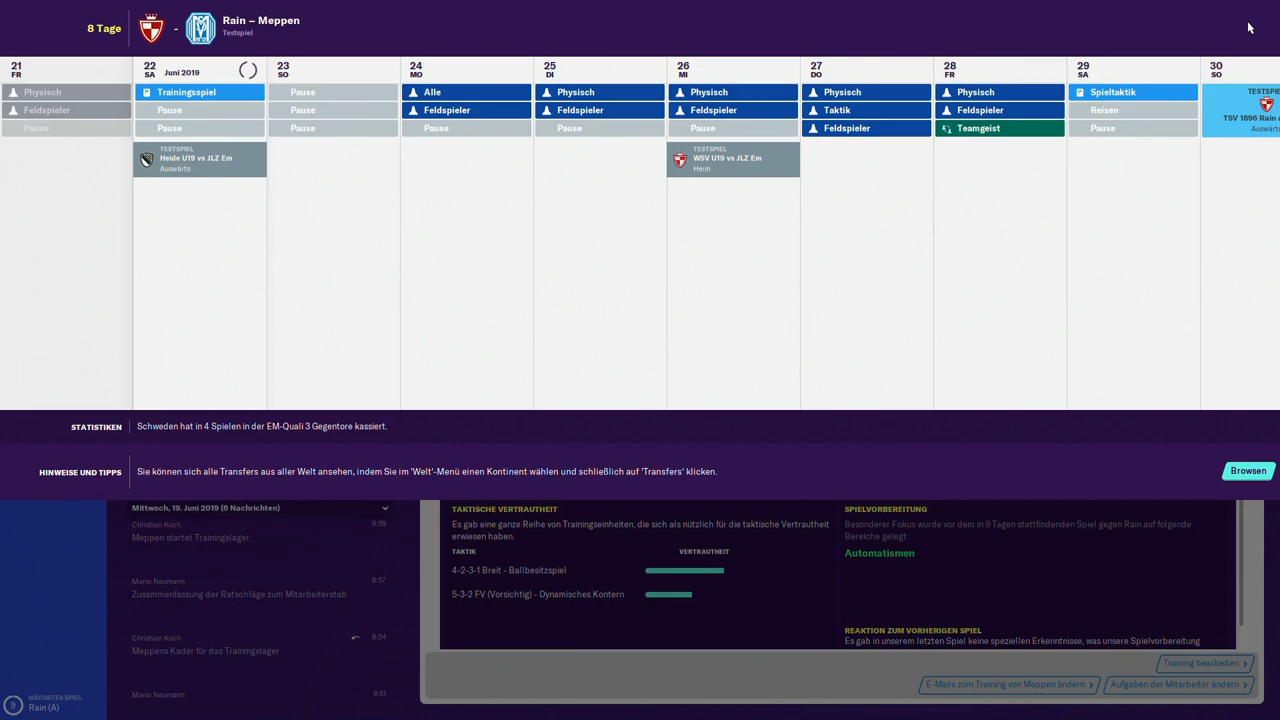 8 Tage
Rain – Meppen
Testspiel
21 FR
22 SA Juni 2019
23 SO
24 MO
25 DI
26 MI
27 DO
28 FR
29 SA
30 SO
Physisch Trainingsspiel Pause Alle Physisch Physisch Physisch Physisch Spieltaktik
Feldspieler Pause Pause Feldspieler Feldspieler Feldspieler Taktik Feldspieler Reisen
Pause Pause Pause Pause Pause Pause Feldspieler Teamgeist Pause
TESTSPIE
TSV 1896 Rain a
Auswärts
TESTSPIEL
Heide U19 vs JLZ Em
Auswärts
TESTSPIEL
WSV U19 vs JLZ Em
Heim
STATISTIKEN Schweden hat in 4 Spielen in der EM-Quali 3 Gegentore kassiert.
HINWEISE UND TIPPS Sie können sich alle Transfers aus aller Welt ansehen, indem Sie im 'Welt'-Menü einen Kontinent wählen und schließlich auf 'Transfers' klicken.
Browsen
Mittwoch, 19. Juni 2019 (6 Nachrichten)
Christian Koch 9:59
Meppen startet Trainingslager
Mario Neumann 8:57
Zusammenfassung der Ratschläge zum Mitarbeiterstab
Christian Koch 8:54
Meppens Kader für das Trainingslager
Mario Neumann 8:51
9 NÄCHSTES SPIEL
Rain (A)
TAKTISCHE VERTRAUTHEIT
Es gab eine ganze Reihe von Trainingseinheiten, die sich als nützlich für die taktische Vertrautheit
erwiesen haben.
TAKTIK VERTRAUTHEIT
4-2-3-1 Breit - Ballbesitzspiel
5-3-2 FV (Vorsichtig) - Dynamisches Kontern
SPIELVORBEREITUNG
Besonderer Fokus wurde vor dem in 9 Tagen stattfindenden Spiel gegen Rain auf folgende
Bereiche gelegt:
Automatismen
REAKTION ZUM VORHERIGEN SPIEL
Es gab in unserem letzten Spiel keine speziellen Erkenntnisse, was unsere Spielvorbereitung
Training bearbeiten
E-Mails zum Training von Meppen ändern
Aufgaben der Mitarbeiter ändern